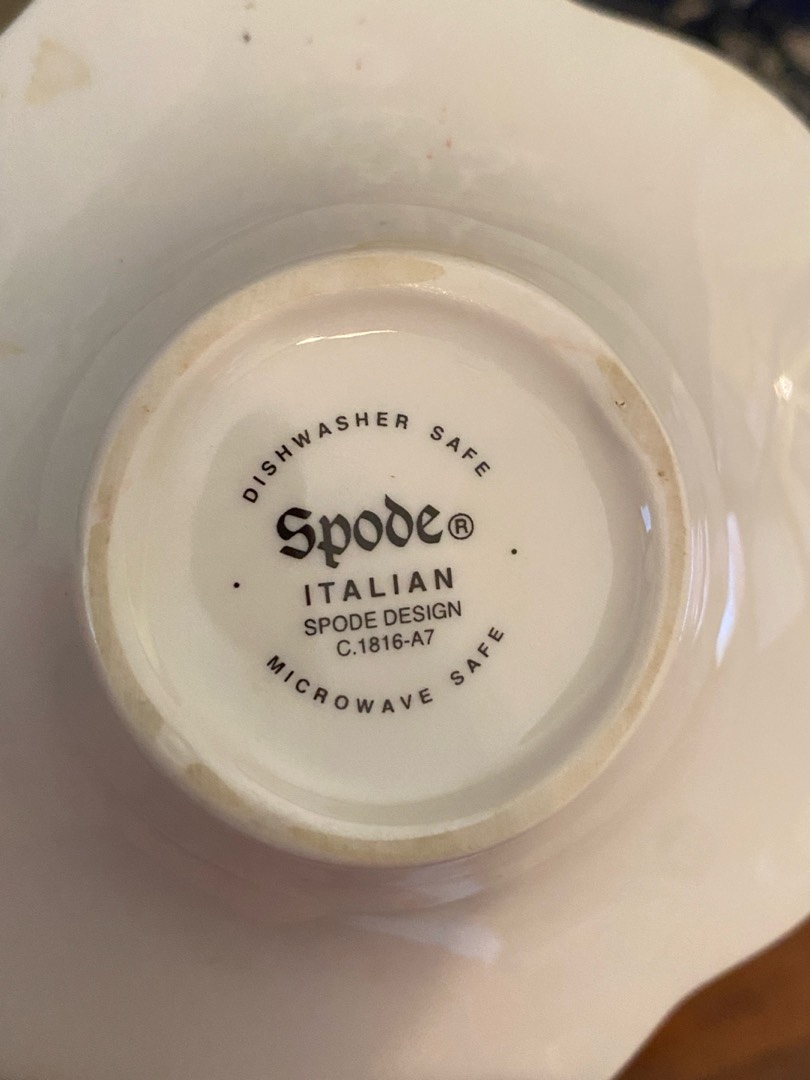 DISHWASHER SAFE
Spode®
ITALIAN
SPODE DESIGN
C.1816-A7
MICROWAVE SAFE